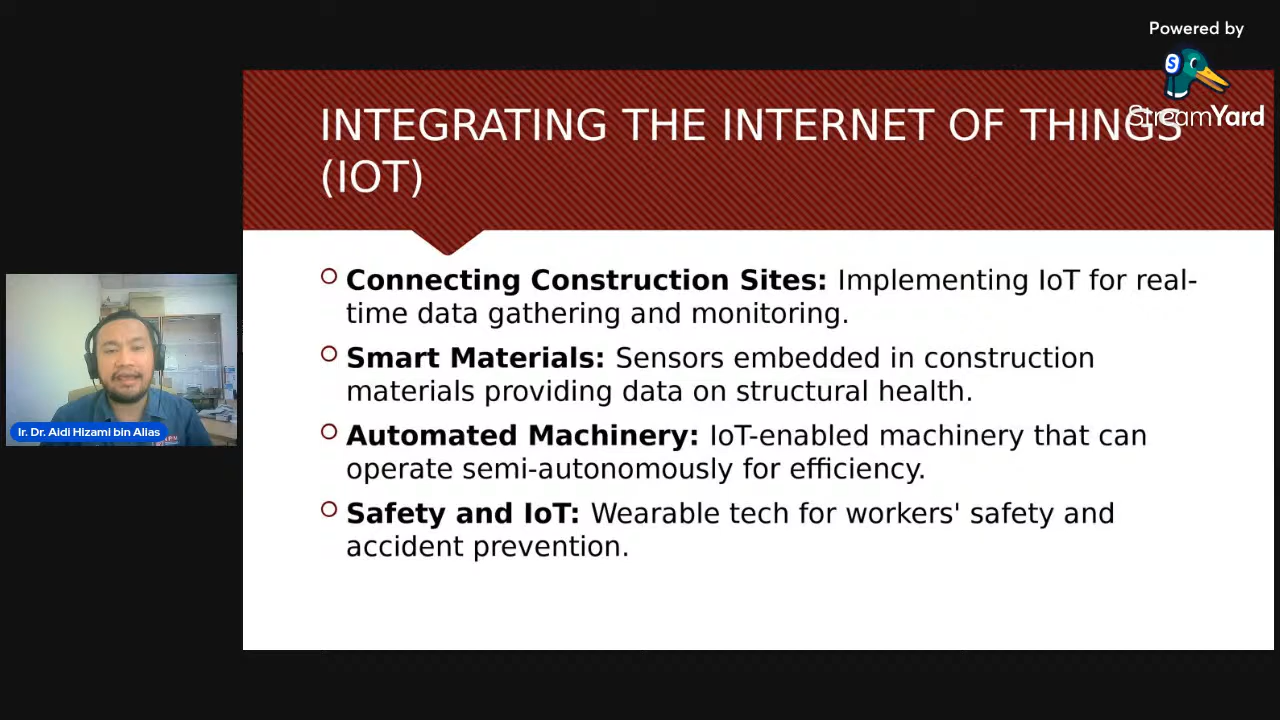 Powered by
StreamYard
INTEGRATING THE INTERNET OF THINGS
(IOT)
Connecting Construction Sites: Implementing IoT for real-
time data gathering and monitoring.
Smart Materials: Sensors embedded in construction
materials providing data on structural health.
Automated Machinery: IoT-enabled machinery that can
operate semi-autonomously for efficiency.
Safety and IoT: Wearable tech for workers' safety and
accident prevention.
Ir. Dr. Aidi Hizami bin Alias